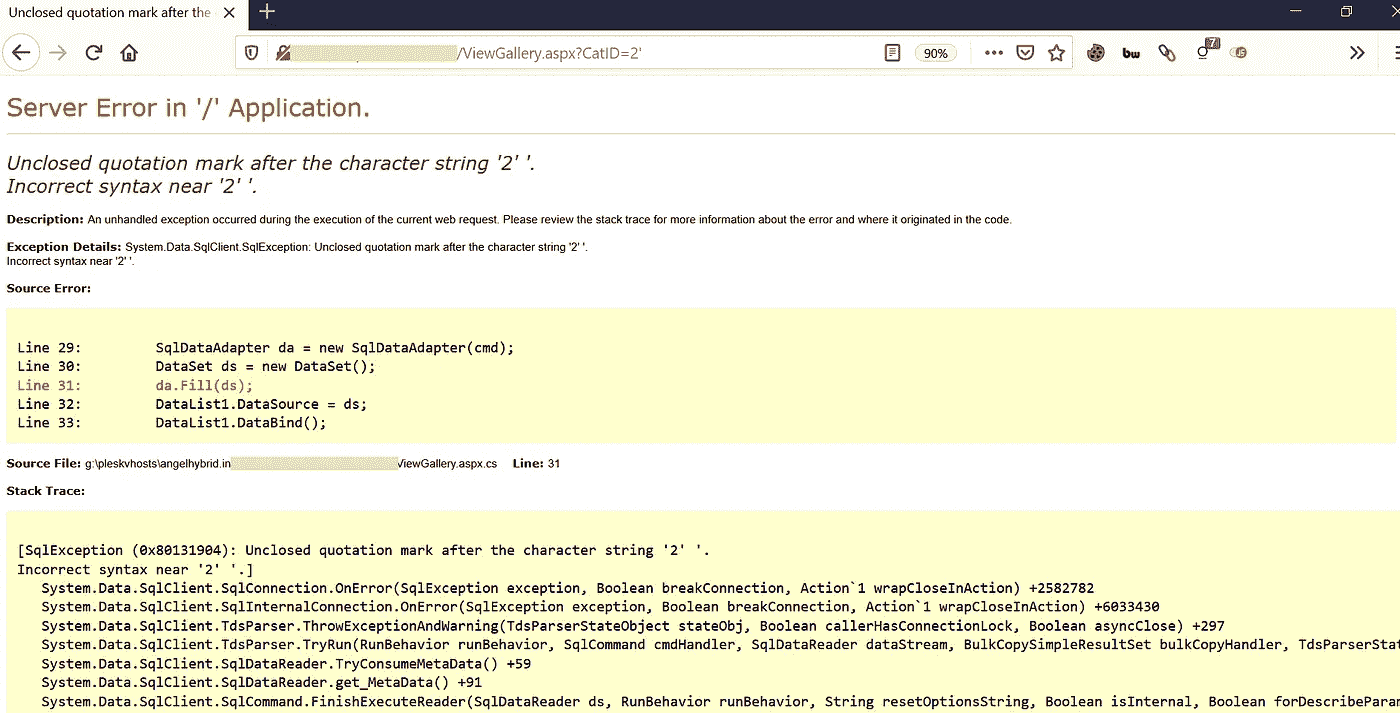 Unclosed quotation mark after the
/ViewGallery.aspx?CatID=2'
90%
bw
7
Server Error in '/' Application.
Unclosed quotation mark after the character string '2' '.
Incorrect syntax near '2' '.
Description: An unhandled exception occurred during the execution of the current web request. Please review the stack trace for more information about the error and where it originated in the code.
Exception Details: System.Data.SqlClient.SqlException: Unclosed quotation mark after the character string '2' '.
Incorrect syntax near '2' '.
Source Error:
Line 29: SqlDataAdapter da = new SqlDataAdapter(cmd);
Line 30: DataSet ds = new DataSet();
Line 31: da.Fill(ds);
Line 32: DataList1.DataSource = ds;
Line 33: DataList1.DataBind();
Source File: g:\pleskvhosts\angelhybrid.in ViewGallery.aspx.cs Line: 31
Stack Trace:
[SqlException (0x80131904): Unclosed quotation mark after the character string '2' '.
Incorrect syntax near '2' '.]
System.Data.SqlClient.SqlConnection.OnError(SqlException exception, Boolean breakConnection, Action`1 wrapCloseInAction) +2582782
System.Data.SqlClient.SqlInternalConnection.OnError(SqlException exception, Boolean breakConnection, Action`1 wrapCloseInAction) +6033430
System.Data.SqlClient.TdsParser.ThrowExceptionAndWarning(TdsParserStateObject stateObj, Boolean callerHasConnectionLock, Boolean asyncClose) +297
System.Data.SqlClient.TdsParser.TryRun(RunBehavior runBehavior, SqlCommand cmdHandler, SqlDataReader dataStream, BulkCopySimpleResultSet bulkCopyHandler, TdsParserStat
System.Data.SqlClient.SqlDataReader.TryConsumeMetaData() +59
System.Data.SqlClient.SqlDataReader.get_MetaData() +91
System.Data.SqlClient.SqlCommand.FinishExecuteReader(SqlDataReader ds, RunBehavior runBehavior, String resetOptionsString, Boolean isInternal, Boolean forDescribePara